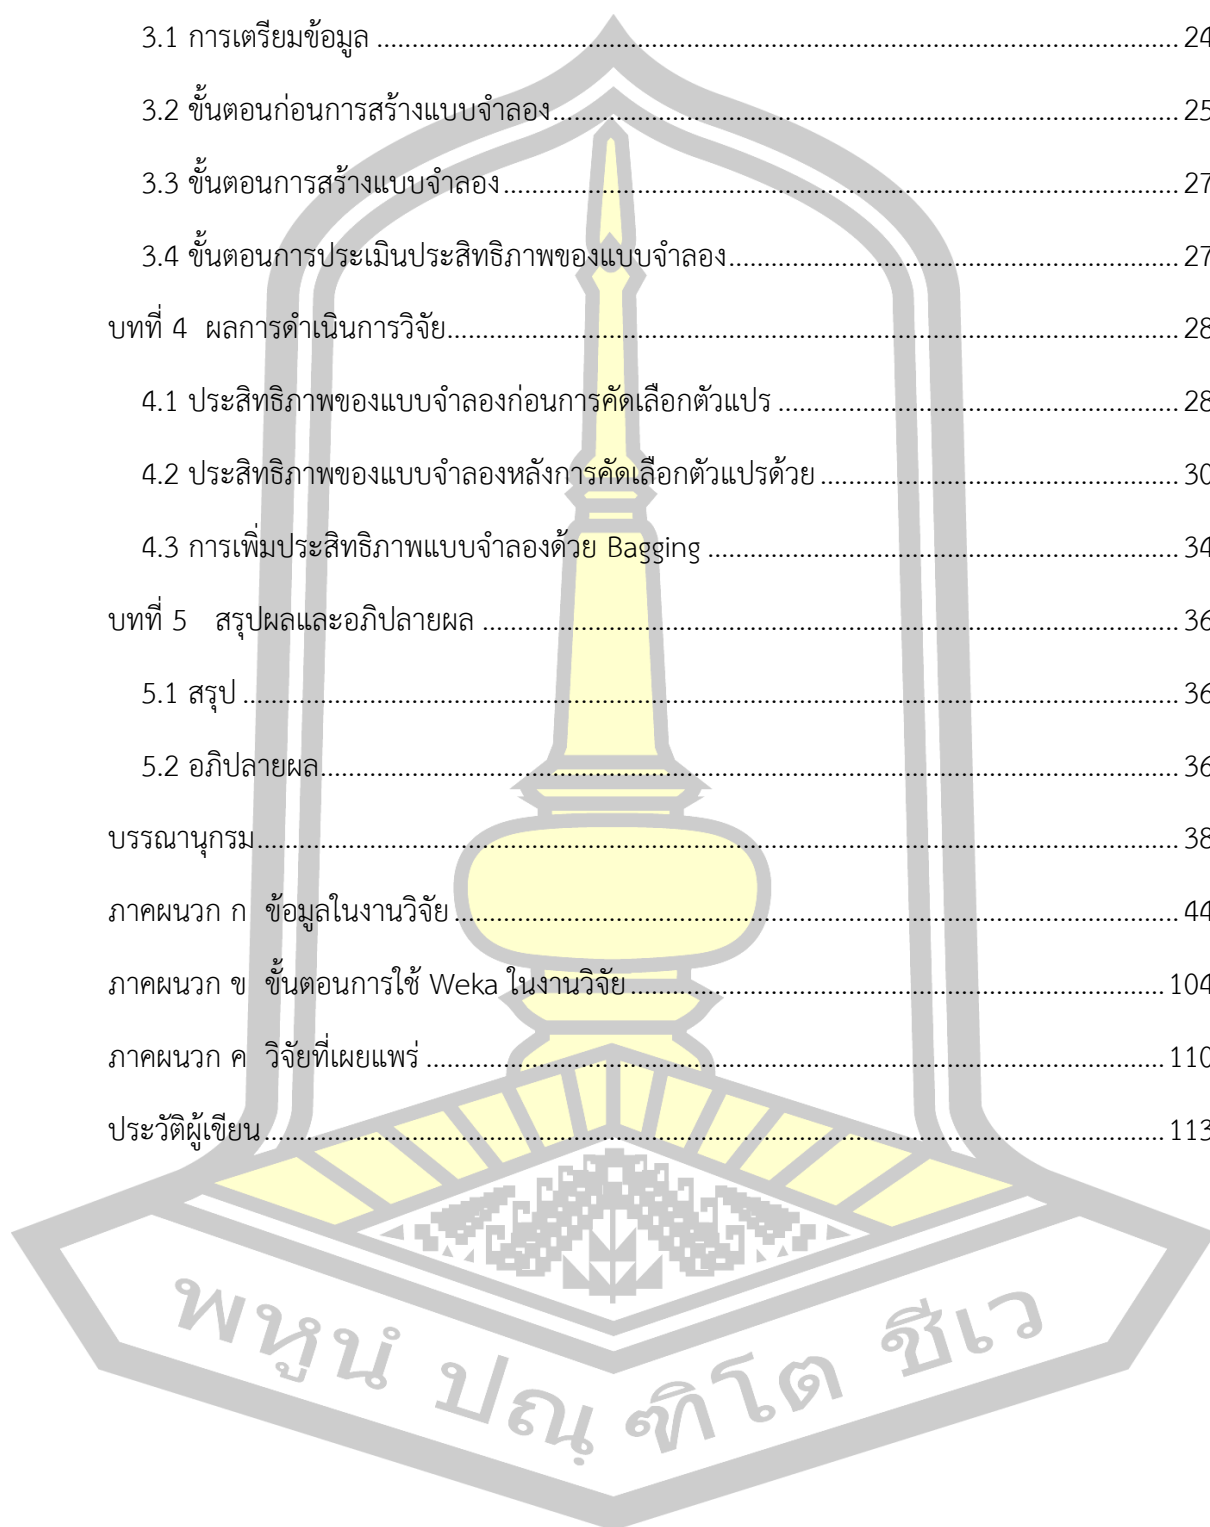 3.1 การเตรียมข้อมูล ........................................................................ 24
3.2 ขั้นตอนก่อนการสร้างแบบจำลอง ........................................................................ 25
3.3 ขั้นตอนการสร้างแบบจำลอง ........................................................................ 27
3.4 ขั้นตอนการประเมินประสิทธิภาพของแบบจำลอง ........................................................................ 27
บทที่ 4 ผลการดำเนินการวิจัย ........................................................................ 28
4.1 ประสิทธิภาพของแบบจำลองก่อนการคัดเลือกตัวแปร ........................................................................ 28
4.2 ประสิทธิภาพของแบบจำลองหลังการคัดเลือกตัวแปรด้วย ........................................................................ 30
4.3 การเพิ่มประสิทธิภาพแบบจำลองด้วย Bagging ........................................................................ 34
บทที่ 5 สรุปผลและอภิปลายผล ........................................................................ 36
5.1 สรุป ........................................................................ 36
5.2 อภิปลายผล ........................................................................ 36
บรรณานุกรม ........................................................................ 38
ภาคผนวก ก ข้อมูลในงานวิจัย ........................................................................ 44
ภาคผนวก ข ขั้นตอนการใช้ Weka ในงานวิจัย ........................................................................ 104
ภาคผนวก ค วิจัยที่เผยแพร่ ........................................................................ 110
ประวัติผู้เขียน ........................................................................ 113
พหูนํ ปณฺฑิโต ชีเว